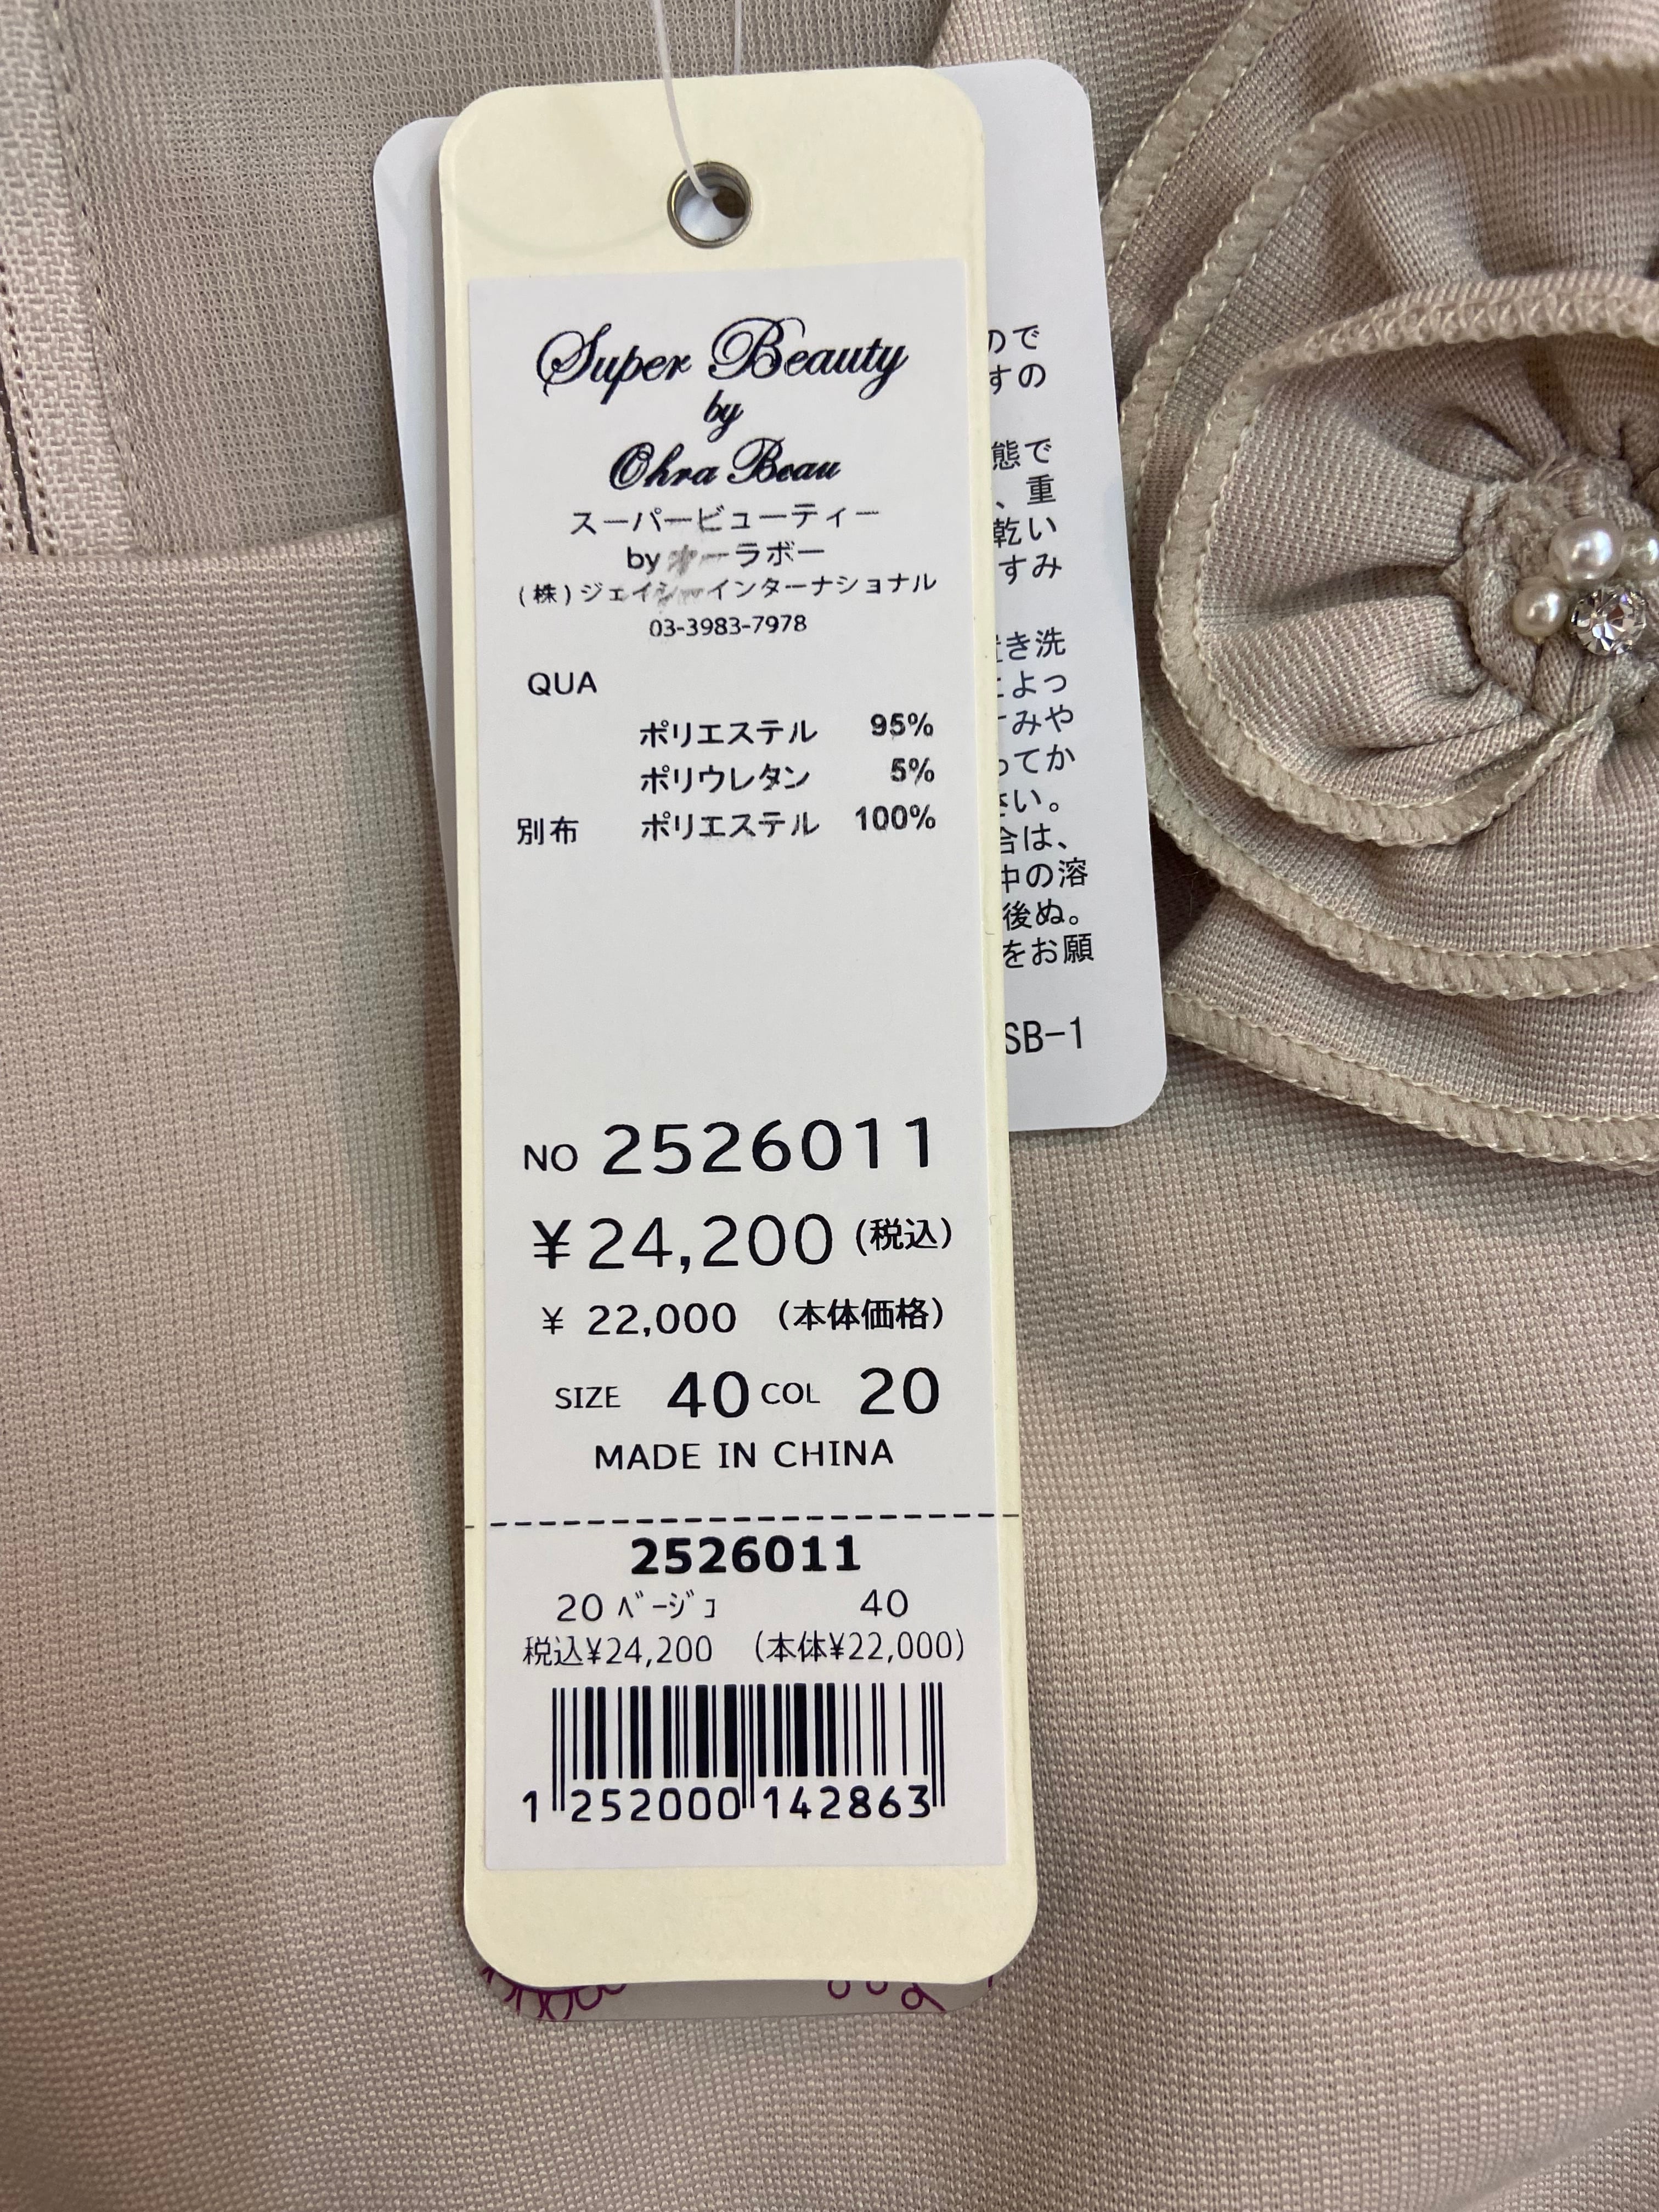 Super Beauty
by
Ohra Beau
スーパービューティー
by オーラボー
(株)ジェイシーインターナショナル
03-3983-7978
QUA
ポリエステル 95%
ポリウレタン 5%
別布 ポリエステル 100%
NO 2526011
¥24,200 (税込)
¥ 22,000 (本体価格)
SIZE 40 COL 20
MADE IN CHINA
2526011
20 ﾍﾞｰｼﾞｭ 40
税込¥24,200 (本体¥22,000)
1 252000 142863
ので
すの
態で
、重
乾い
すみ
き洗
よっ
みや
ってか
さい。
合は、
中の溶
後ぬ。
をお願
SB-1